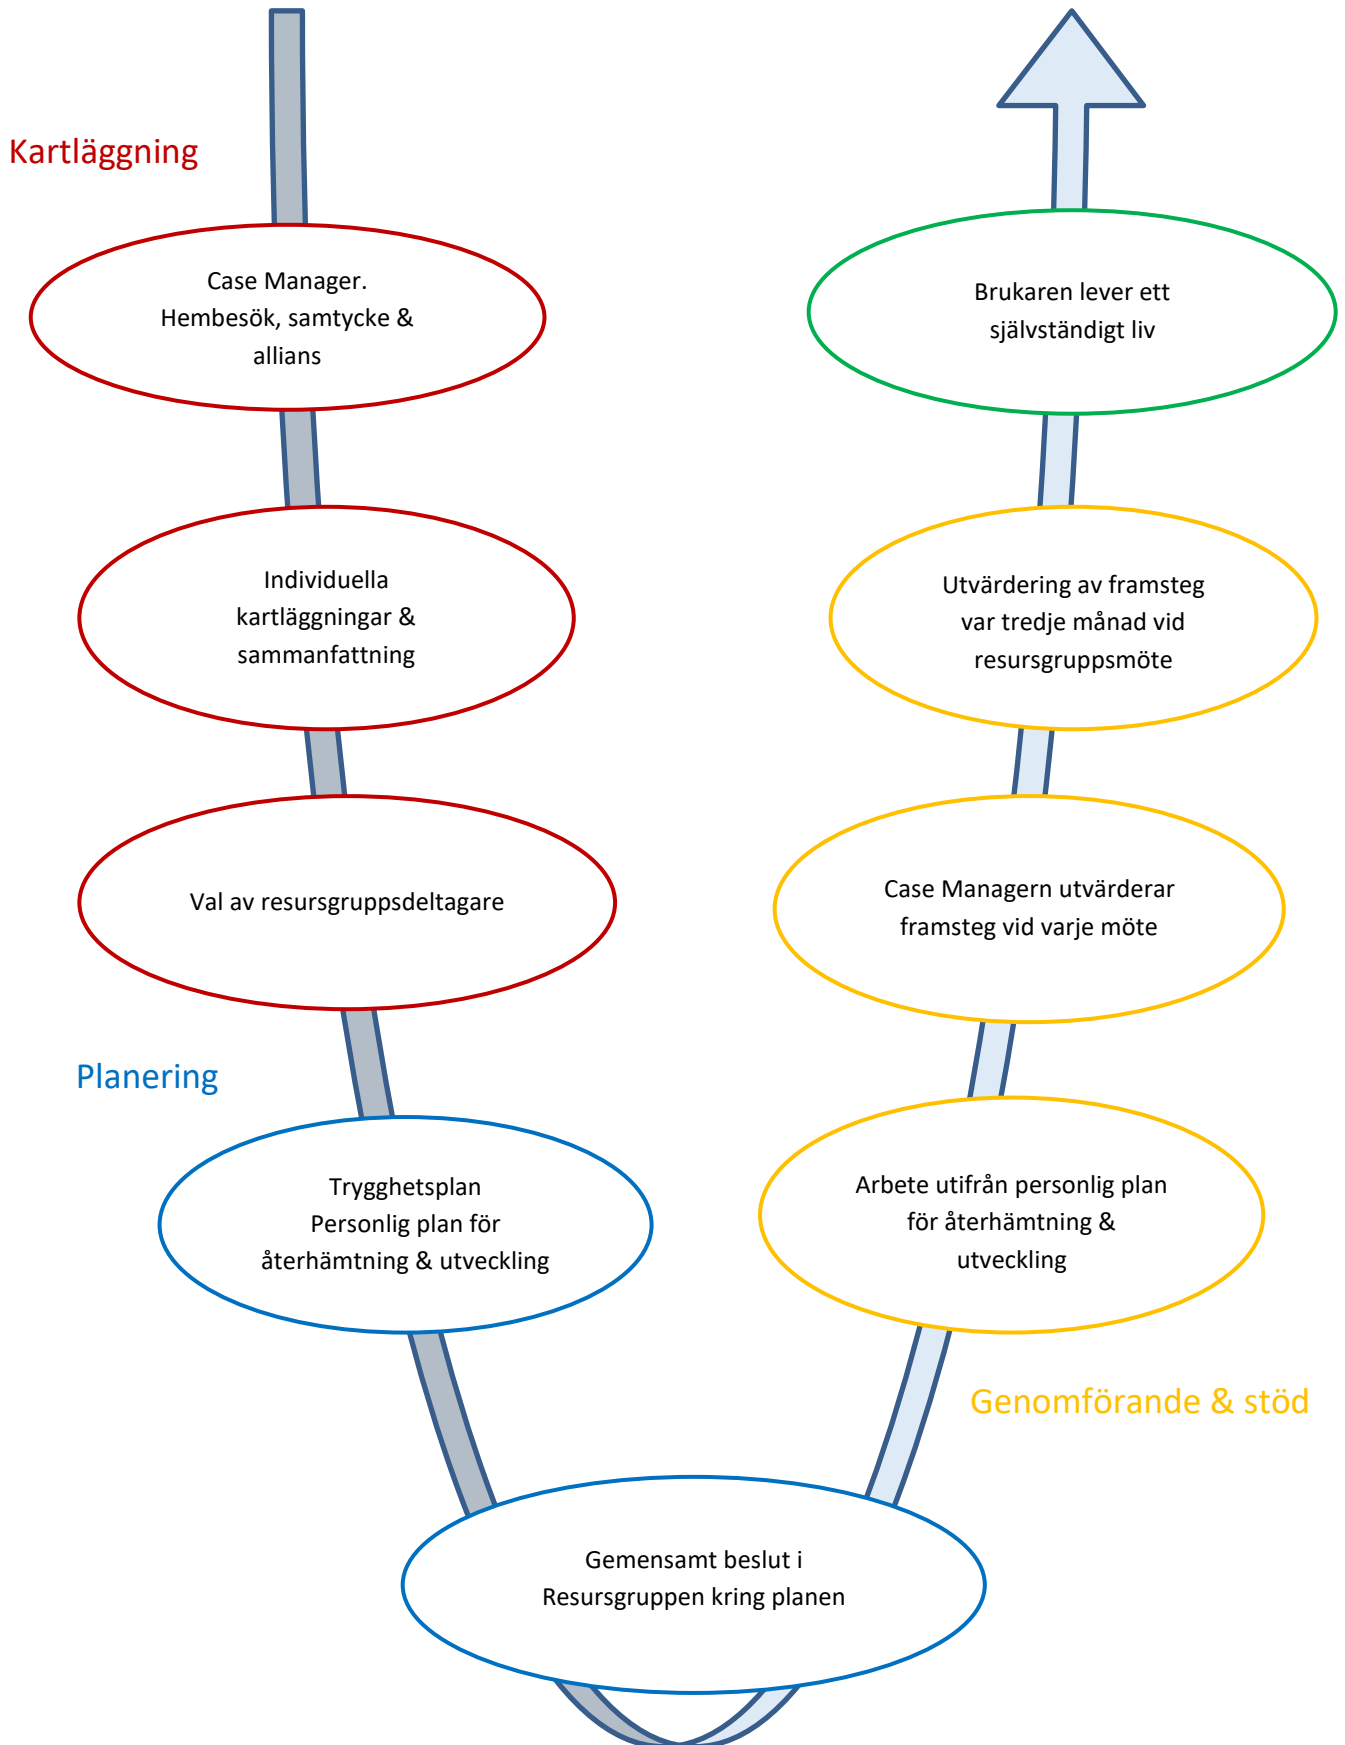 Kartläggning
Case Manager.
Hembesök, samtycke &
allians
Individuella
kartläggningar &
sammanfattning
Val av resursgruppsdeltagare
Planering
Trygghetsplan
Personlig plan för
återhämtning & utveckling
Gemensamt beslut i
Resursgruppen kring planen
Genomförande & stöd
Arbete utifrån personlig plan
för återhämtning &
utveckling
Case Managern utvärderar
framsteg vid varje möte
Utvärdering av framsteg
var tredje månad vid
resursgruppsmöte
Brukaren lever ett
självständigt liv